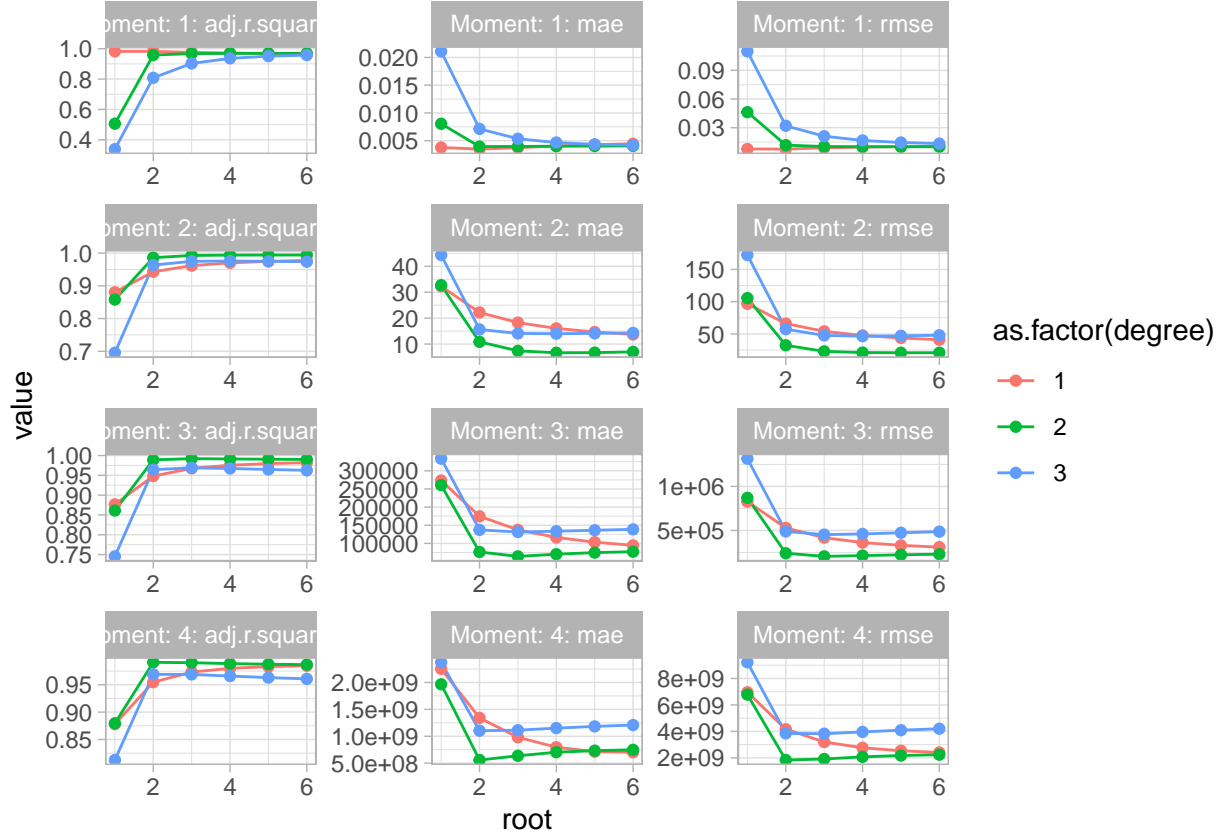 oment: 1: adj.r.squar
Moment: 1: mae
Moment: 1: rmse
1.0
0.8
0.6
0.4
2 4 6
0.020
0.015
0.010
0.005
2 4 6
0.09
0.06
0.03
2 4 6
oment: 2: adj.r.squar
Moment: 2: mae
Moment: 2: rmse
1.0
0.9
0.8
0.7
2 4 6
40
30
20
10
2 4 6
150
100
50
2 4 6
oment: 3: adj.r.squar
Moment: 3: mae
Moment: 3: rmse
1.00
0.95
0.90
0.85
0.80
0.75
2 4 6
300000
250000
200000
150000
100000
2 4 6
1e+06
5e+05
2 4 6
oment: 4: adj.r.squar
Moment: 4: mae
Moment: 4: rmse
0.95
0.90
0.85
2 4 6
2.0e+09
1.5e+09
1.0e+09
5.0e+08
2 4 6
8e+09
6e+09
4e+09
2e+09
2 4 6
value
root
as.factor(degree)
1
2
3